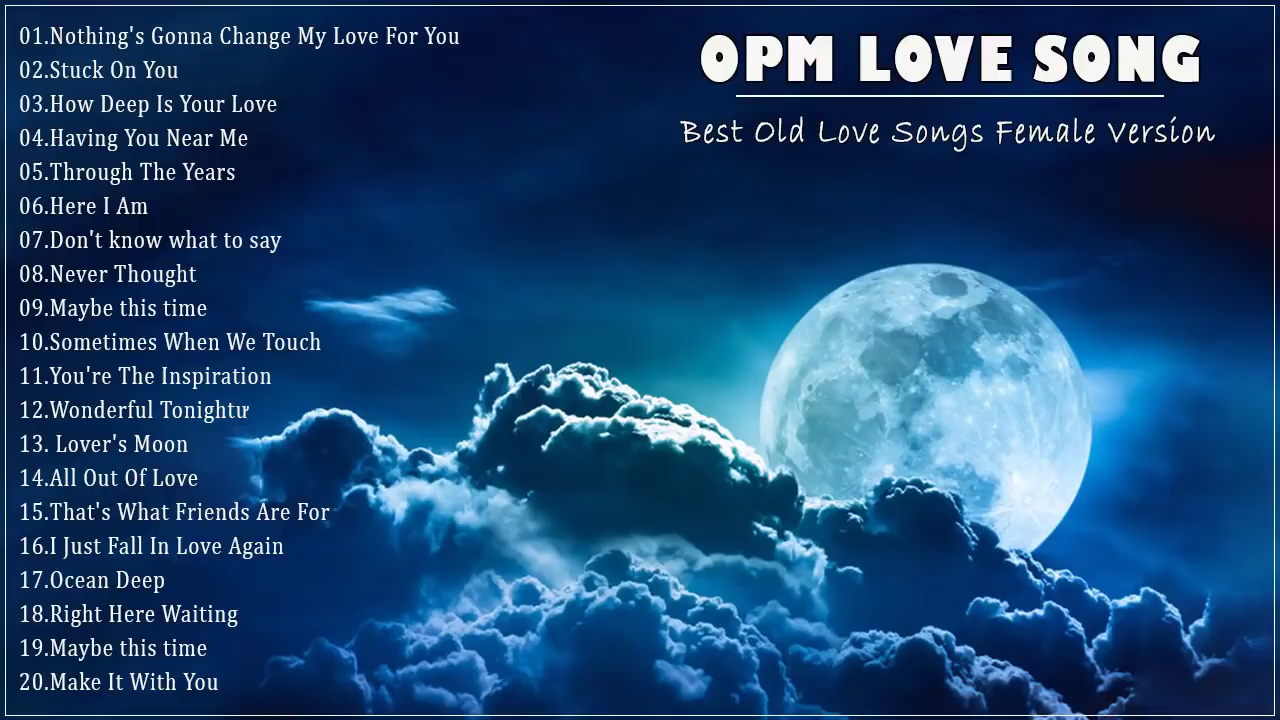 01.Nothing's Gonna Change My Love For You
02.Stuck On You
03.How Deep Is Your Love
04.Having You Near Me
05.Through The Years
06.Here I Am
07.Don't know what to say
08.Never Thought
09.Maybe this time
10.Sometimes When We Touch
11.You're The Inspiration
12.Wonderful Tonightư
13. Lover's Moon
14.All Out Of Love
15.That's What Friends Are For
16.I Just Fall In Love Again
17.Ocean Deep
18.Right Here Waiting
19.Maybe this time
20.Make It With You
OPM LOVE SONG
Best Old Love Songs Female Version